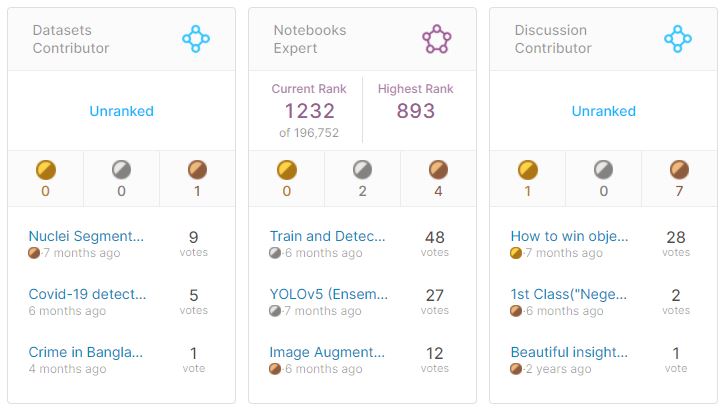 Datasets
Contributor
Unranked
0
0
1
Nuclei Segment...
9
votes
·7 months ago
Covid-19 detect...
5
votes
6 months ago
Crime in Bangla...
1
vote
4 months ago
Notebooks
Expert
Current Rank
1232
of 196,752
Highest Rank
893
0
2
4
Train and Detec...
48
votes
·6 months ago
YOLOv5 (Ensem...
27
votes
·7 months ago
Image Augment...
12
votes
·6 months ago
Discussion
Contributor
Unranked
1
0
7
How to win obje...
28
votes
·7 months ago
1st Class("Nege...
2
votes
·6 months ago
Beautiful insight...
1
vote
·2 years ago